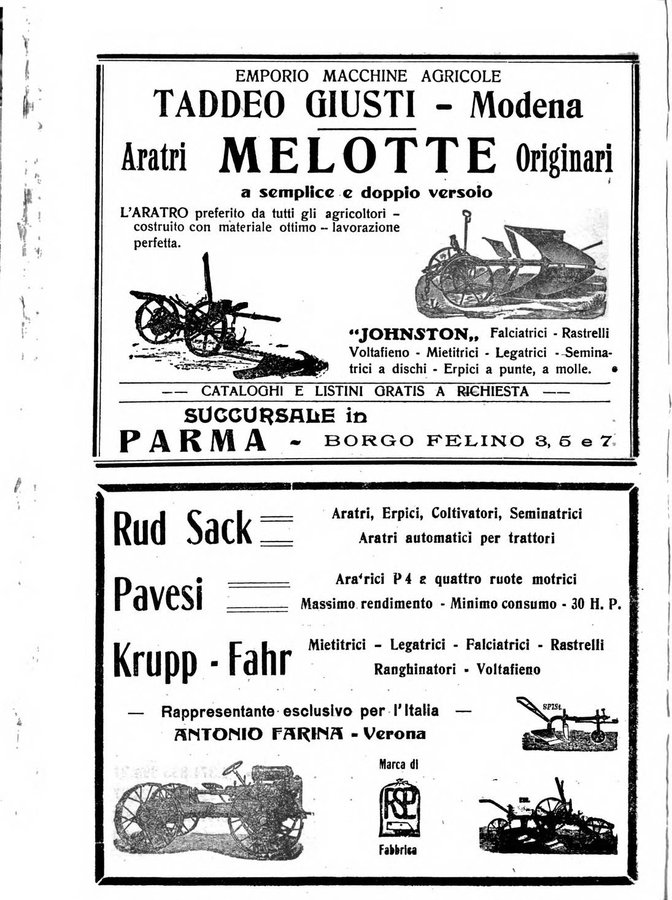 EMPORIO MACCHINE AGRICOLE
TADDEO GIUSTI - Modena
Aratri MELOTTE Originari
a semplice e doppio versoio
L'ARATRO preferito da tutti gli agricoltori -
costruito con materiale ottimo - lavorazione
perfetta.
"JOHNSTON„ Falciatrici - Rastrelli
Voltafieno - Mietitrici - Legatrici - Semina-
trici a dischi - Erpici a punte, a molle.
-- CATALOGHI E LISTINI GRATIS A RICHIESTA --
SUCCURSALE in
PARMA - BORGO FELINO 3, 5 e 7
Rud Sack
Aratri, Erpici, Coltivatori, Seminatrici
Aratri automatici per trattori
Pavesi
Aratrici P4 a quattro ruote motrici
Massimo rendimento - Minimo consumo - 30 H. P.
Krupp - Fahr
Mietitrici - Legatrici - Falciatrici - Rastrelli
Ranghinatori - Voltafieno
— Rappresentante esclusivo per l'Italia —
ANTONIO FARINA - Verona
Marca di
RSLP
Fabbrica